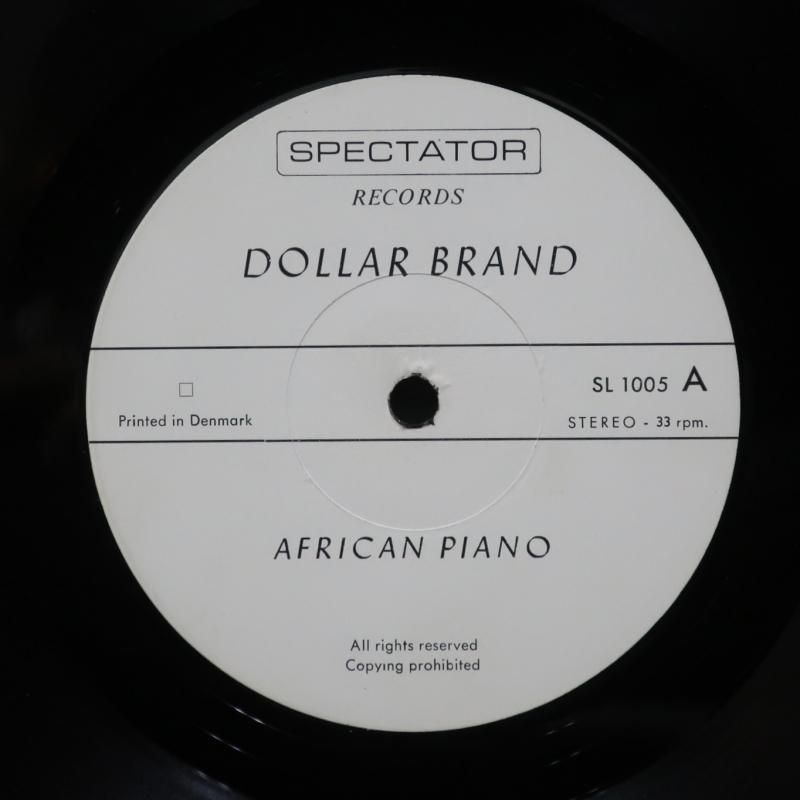 SPECTATOR
RECORDS
DOLLAR BRAND
SL 1005 A
Printed in Denmark
STEREO - 33 rpm.
AFRICAN PIANO
All rights reserved
Copying prohibited